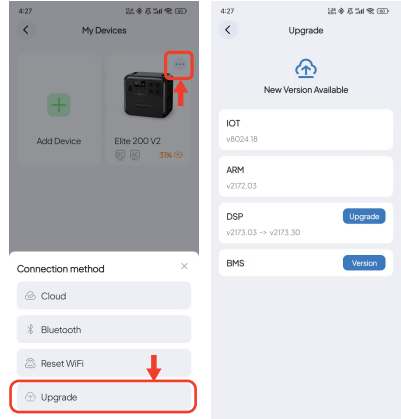 4:27
My Devices
Add Device
Elite 200 V2
31%
Connection method
Cloud
Bluetooth
Reset WiFi
Upgrade
4:27
Upgrade
New Version Available
IOT
v8024.18
ARM
v2172.03
DSP
Upgrade
v2173.03 -> v2173.30
BMS
Version